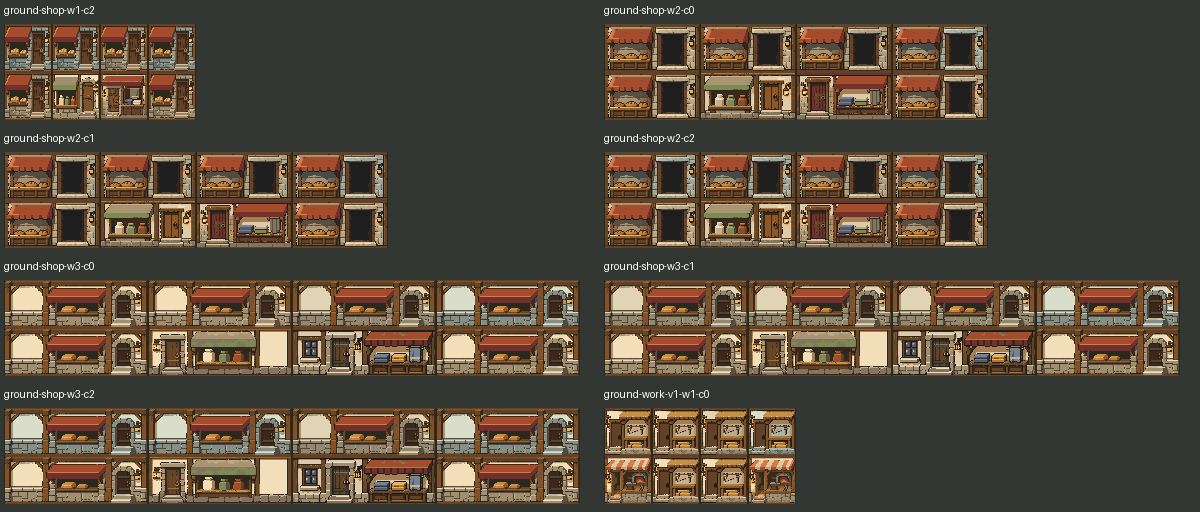 ground-shop-w1-c2
ground-shop-w2-c0
ground-shop-w2-c1
ground-shop-w2-c2
ground-shop-w3-c0
ground-shop-w3-c1
ground-shop-w3-c2
ground-work-v1-w1-c0